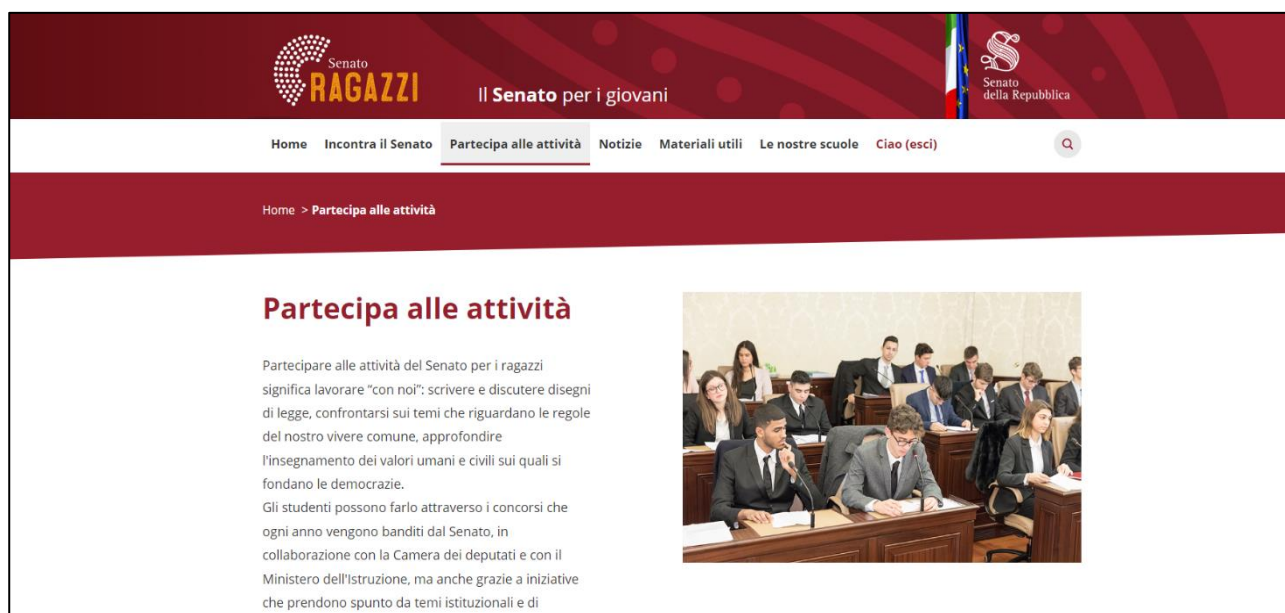 Senato
RAGAZZI
Il Senato per i giovani
Senato
della Repubblica
Home Incontra il Senato Partecipa alle attività Notizie Materiali utili Le nostre scuole Ciao (esci)
Home > Partecipa alle attività
Partecipa alle attività
Partecipare alle attività del Senato per i ragazzi
significa lavorare “con noi”: scrivere e discutere disegni
di legge, confrontarsi sui temi che riguardano le regole
del nostro vivere comune, approfondire
l'insegnamento dei valori umani e civili sui quali si
fondano le democrazie.
Gli studenti possono farlo attraverso i concorsi che
ogni anno vengono banditi dal Senato, in
collaborazione con la Camera dei deputati e con il
Ministero dell'Istruzione, ma anche grazie a iniziative
che prendono spunto da temi istituzionali e di